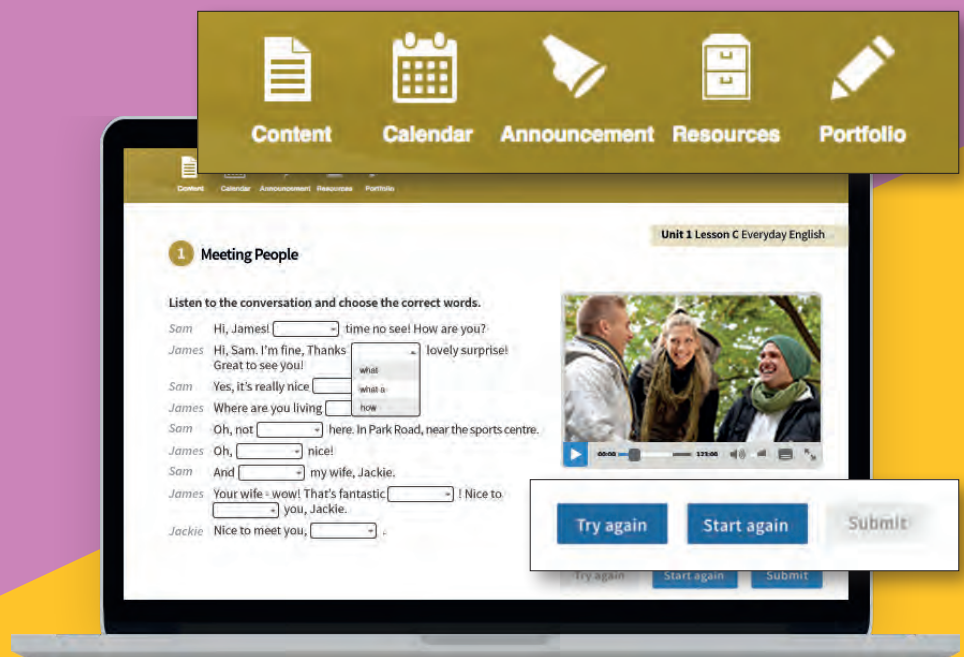 Content Calendar Announcement Resources Portfolio
Content Calendar Announcement Resources Portfolio
Unit 1 Lesson C Everyday English
1 Meeting People
Listen to the conversation and choose the correct words.
Sam Hi, James! time no see! How are you?
James Hi, Sam. I'm fine, Thanks lovely surprise!
Great to see you!
what
what a
how
Sam Yes, it's really nice
James Where are you living
Sam Oh, not here. In Park Road, near the sports centre.
James Oh, nice!
Sam And my wife, Jackie.
James Your wife - wow! That's fantastic ! Nice to
you, Jackie.
Jackie Nice to meet you, .
00:00 121:06
Try again Start again Submit
Try again Start again Submit